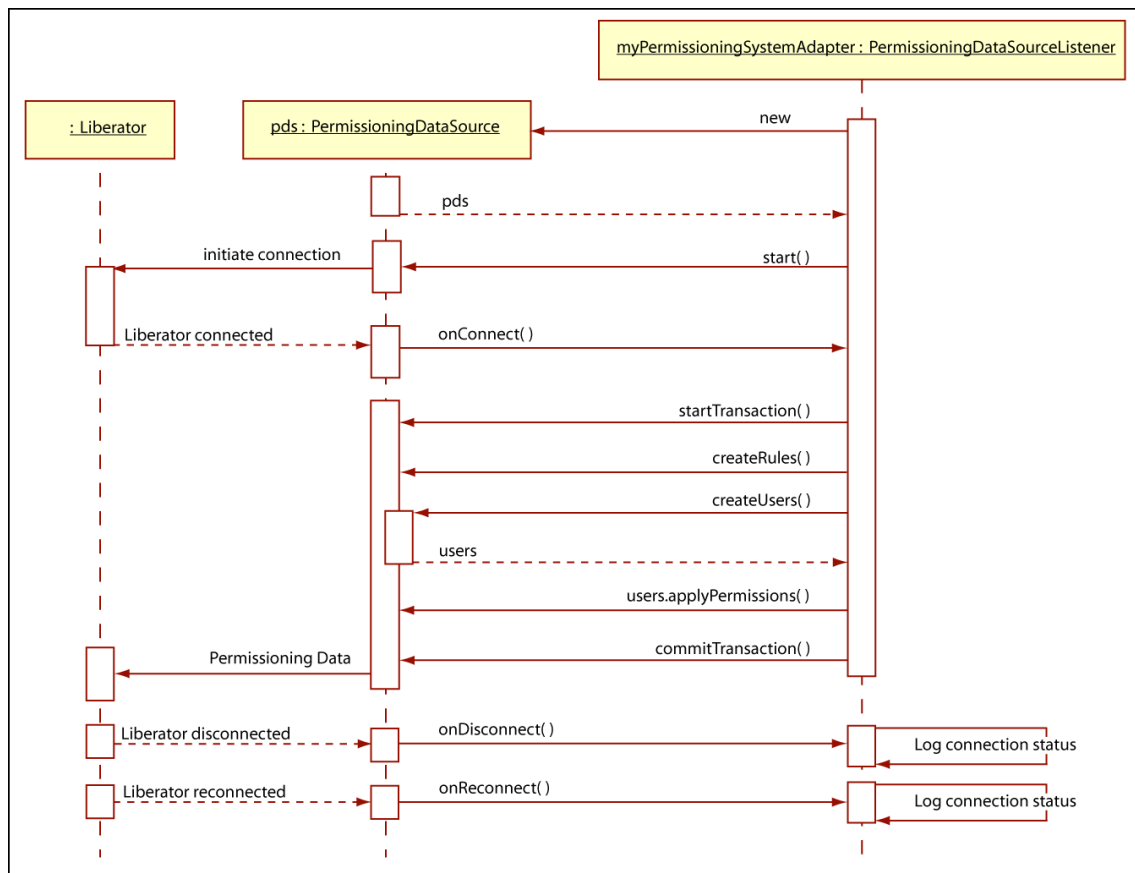 myPermissioningSystemAdapter : PermissioningDataSourceListener
: Liberator
pds : PermissioningDataSource
new
pds
initiate connection
start( )
Liberator connected
onConnect( )
startTransaction( )
createRules( )
createUsers( )
users
users.applyPermissions( )
commitTransaction( )
Permissioning Data
Liberator disconnected
onDisconnect( )
Log connection status
Liberator reconnected
onReconnect( )
Log connection status